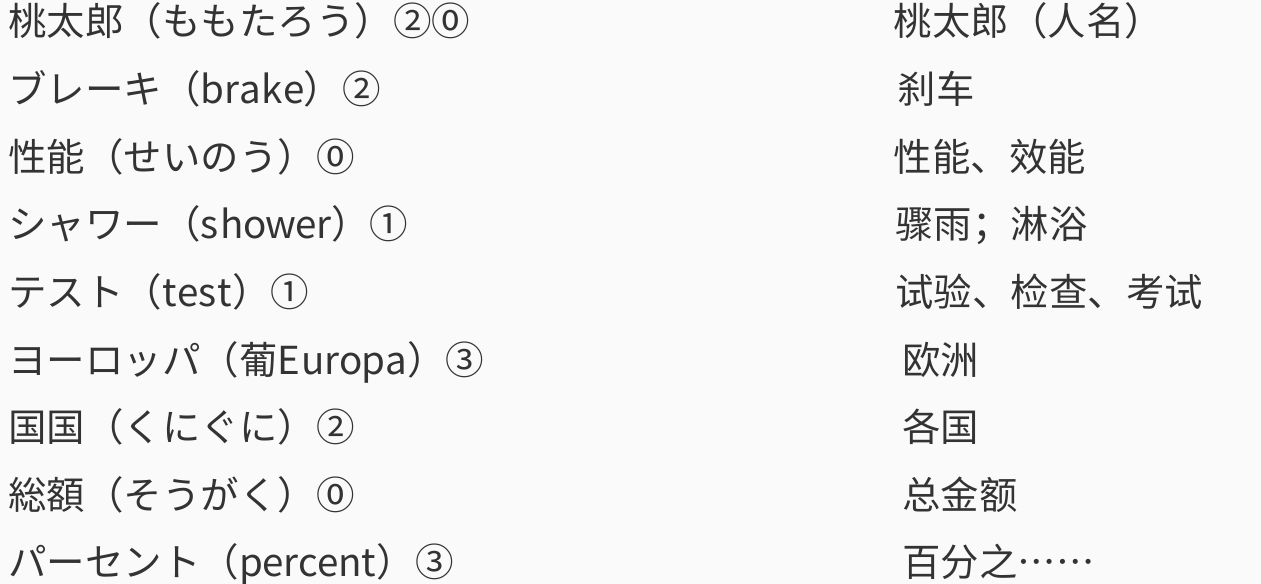 桃太郎（ももたろう）②⓪ 桃太郎（人名）
ブレーキ（brake）② 刹车
性能（せいのう）⓪ 性能、效能
シャワー（shower）① 骤雨；淋浴
テスト（test）① 试验、检查、考试
ヨーロッパ（葡Europa）③ 欧洲
国国（くにぐに）② 各国
総額（そうがく）⓪ 总金额
パーセント（percent）③ 百分之……